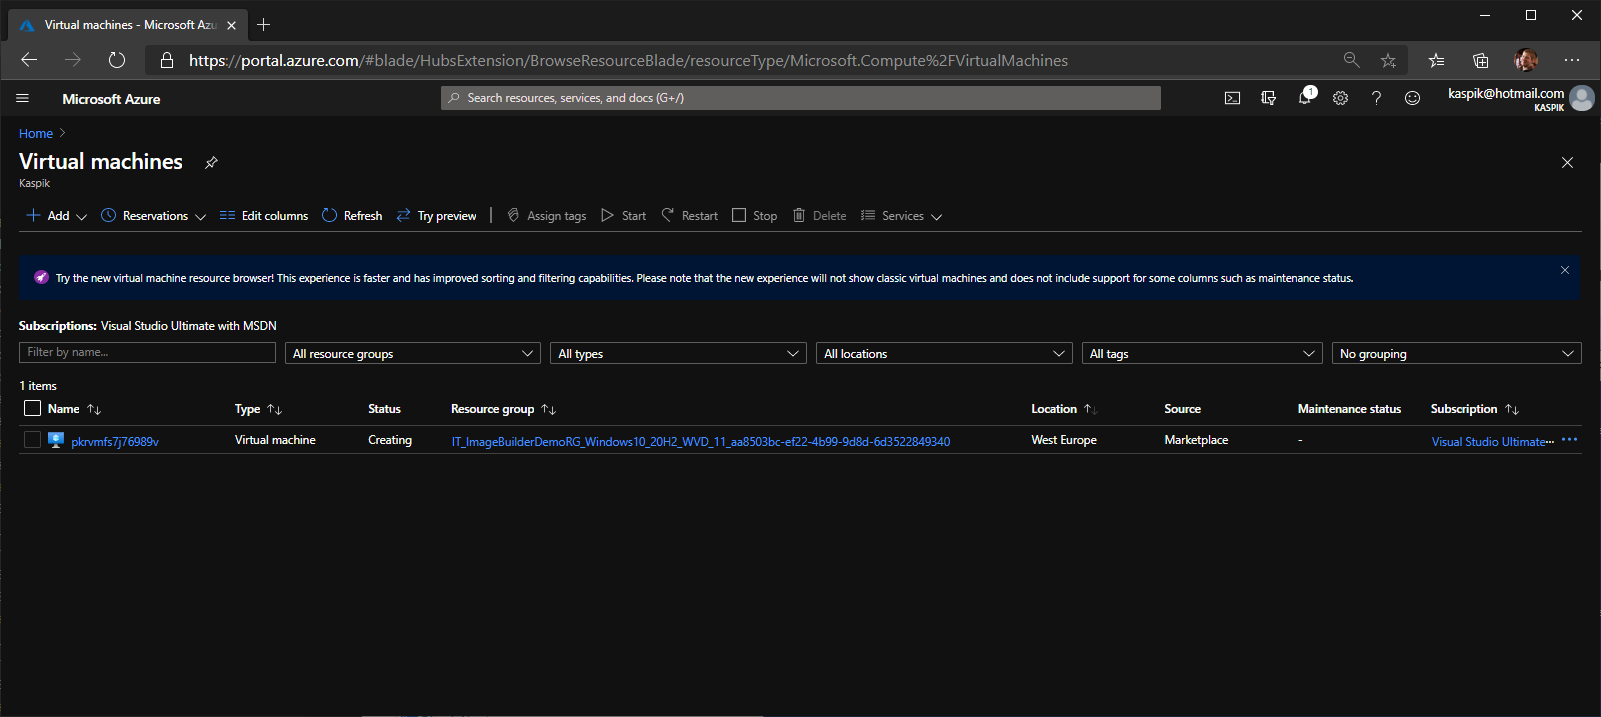 Virtual machines - Microsoft Azu
https://portal.azure.com/#blade/HubsExtension/BrowseResourceBlade/resourceType/Microsoft.Compute%2FVirtualMachines
Microsoft Azure
Search resources, services, and docs (G+/)
1
kaspik@hotmail.com
KASPIK
Home
Virtual machines
Kaspik
Add Reservations Edit columns Refresh Try preview Assign tags Start Restart Stop Delete Services
Try the new virtual machine resource browser! This experience is faster and has improved sorting and filtering capabilities. Please note that the new experience will not show classic virtual machines and does not include support for some columns such as maintenance status.
Subscriptions: Visual Studio Ultimate with MSDN
Filter by name... All resource groups All types All locations All tags No grouping
1 items
Name Type Status Resource group Location Source Maintenance status Subscription
pkrvmfs7j76989v Virtual machine Creating IT_ImageBuilderDemoRG_Windows10_20H2_WVD_11_aa8503bc-ef22-4b99-9d8d-6d3522849340 West Europe Marketplace - Visual Studio Ultimate...